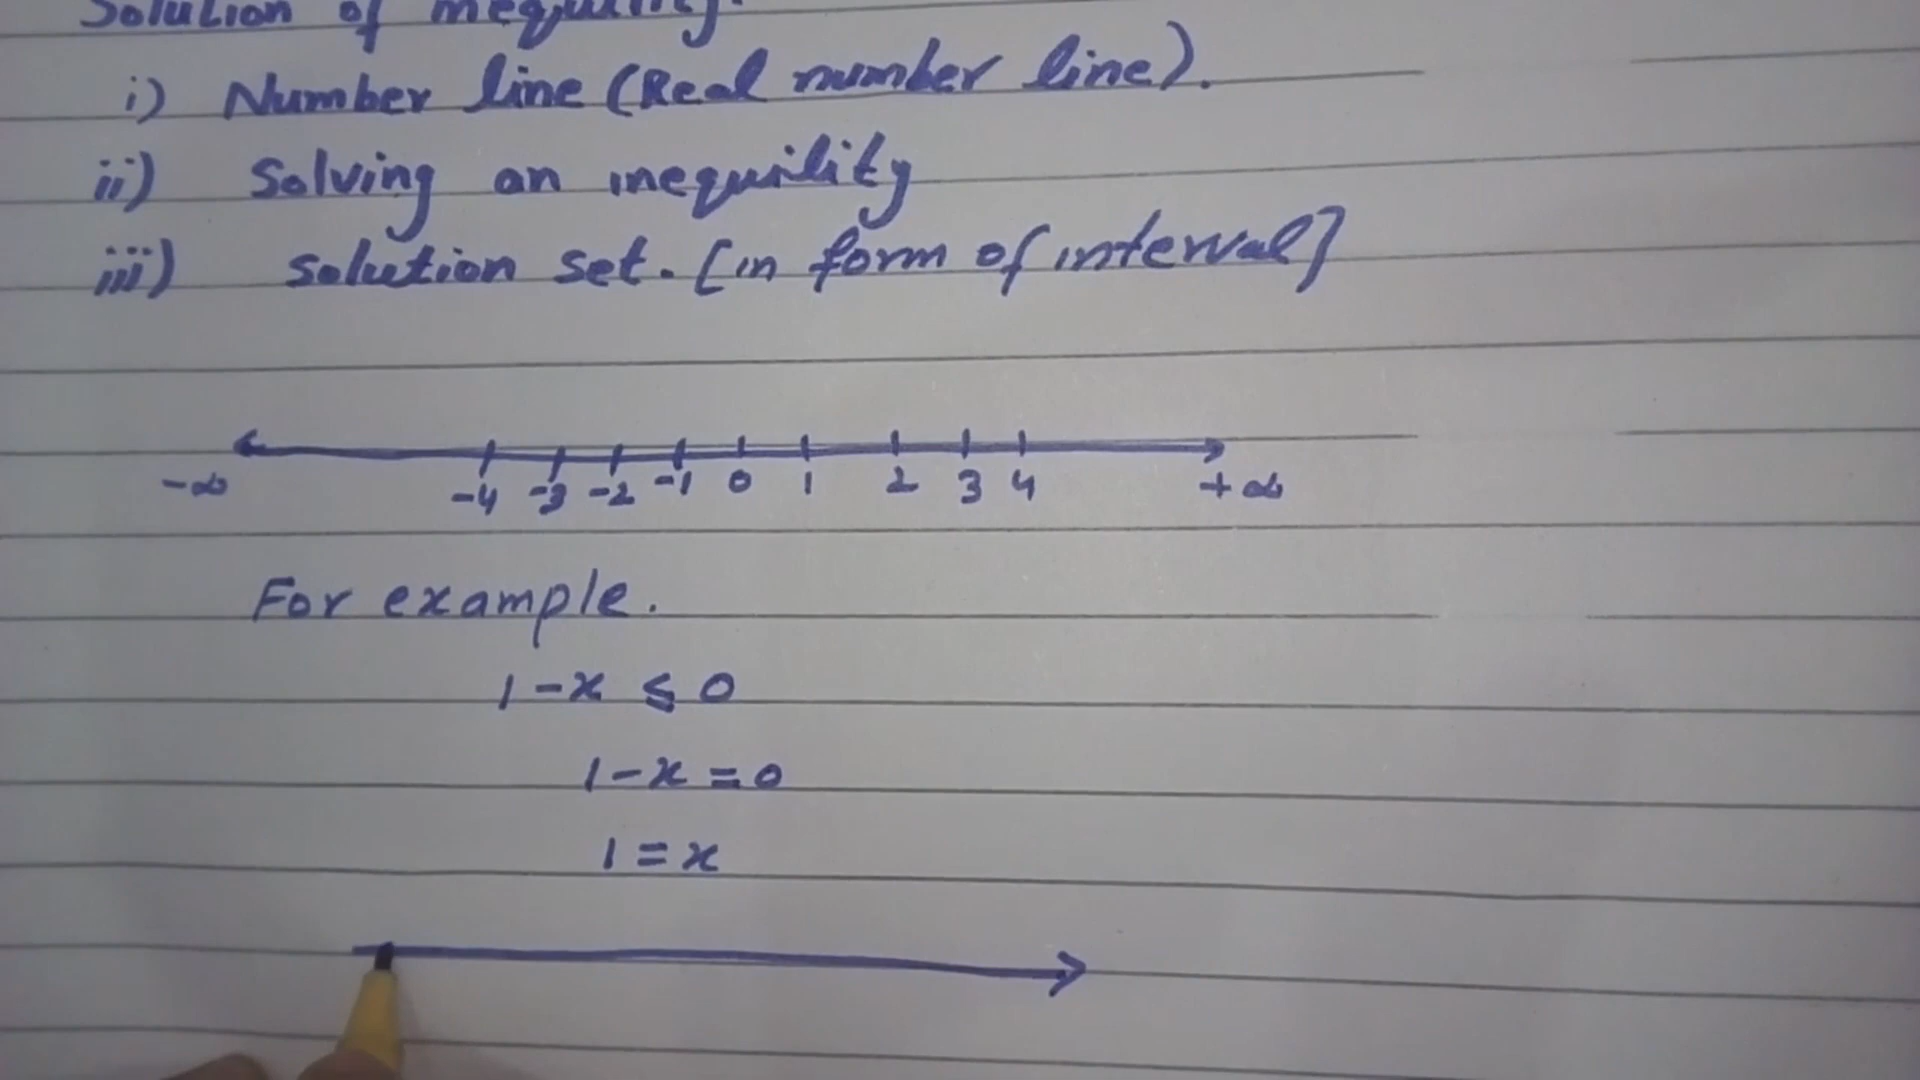 Solution of inequility.
i) Number line (Real number line).
ii) Solving an inequility
iii) solution set. [in form of interval]
-∞ -4 -3 -2 -1 0 1 2 3 4 +∞
For example.
1-x ≤ 0
1-x = 0
1 = x